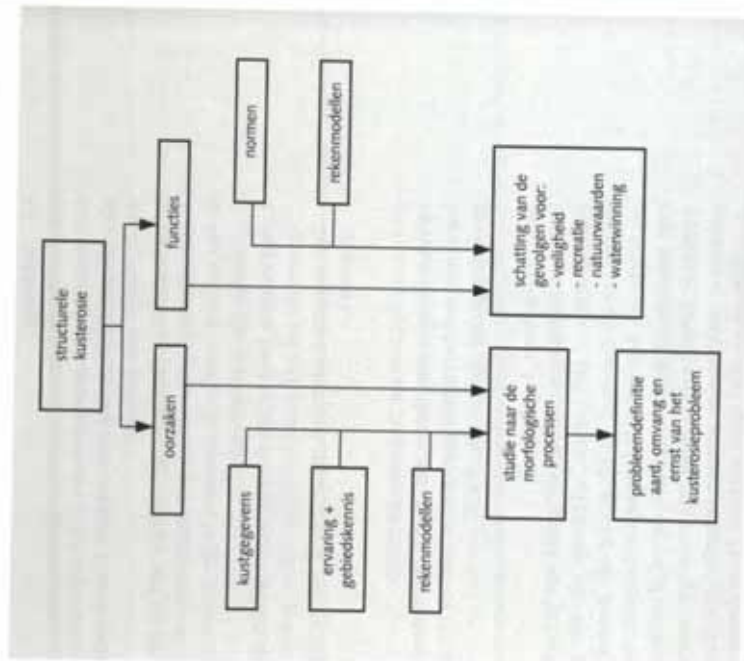 structurele
kusterosie
oorzaken
functies
kustgegevens
ervaring +
gebiedskennis
rekenmodellen
normen
rekenmodellen
studie naar de
morfologische
processen
schatting van de
gevolgen voor:
- veiligheid
- recreatie
- natuurwaarden
- waterwinning
probleemdefinitie
aard, omvang en
ernst van het
kusterosieprobleem